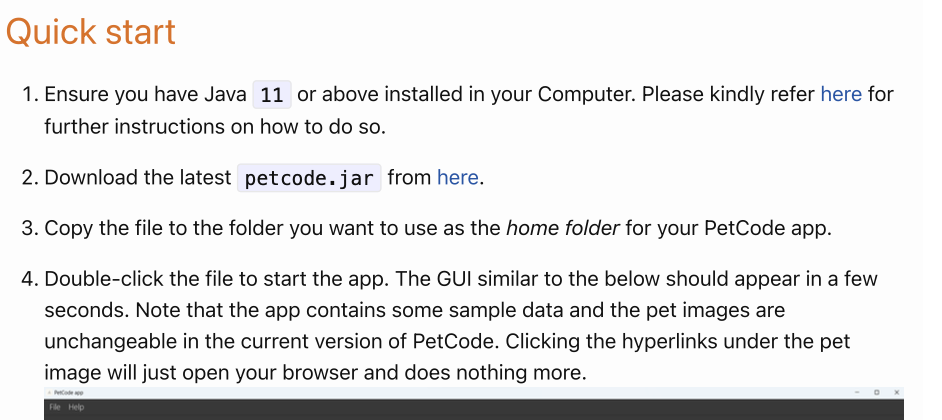 Quick start
1. Ensure you have Java 11 or above installed in your Computer. Please kindly refer here for
further instructions on how to do so.
2. Download the latest petcode.jar from here.
3. Copy the file to the folder you want to use as the home folder for your PetCode app.
4. Double-click the file to start the app. The GUI similar to the below should appear in a few
seconds. Note that the app contains some sample data and the pet images are
unchangeable in the current version of PetCode. Clicking the hyperlinks under the pet
image will just open your browser and does nothing more.
PetCode app
File Help